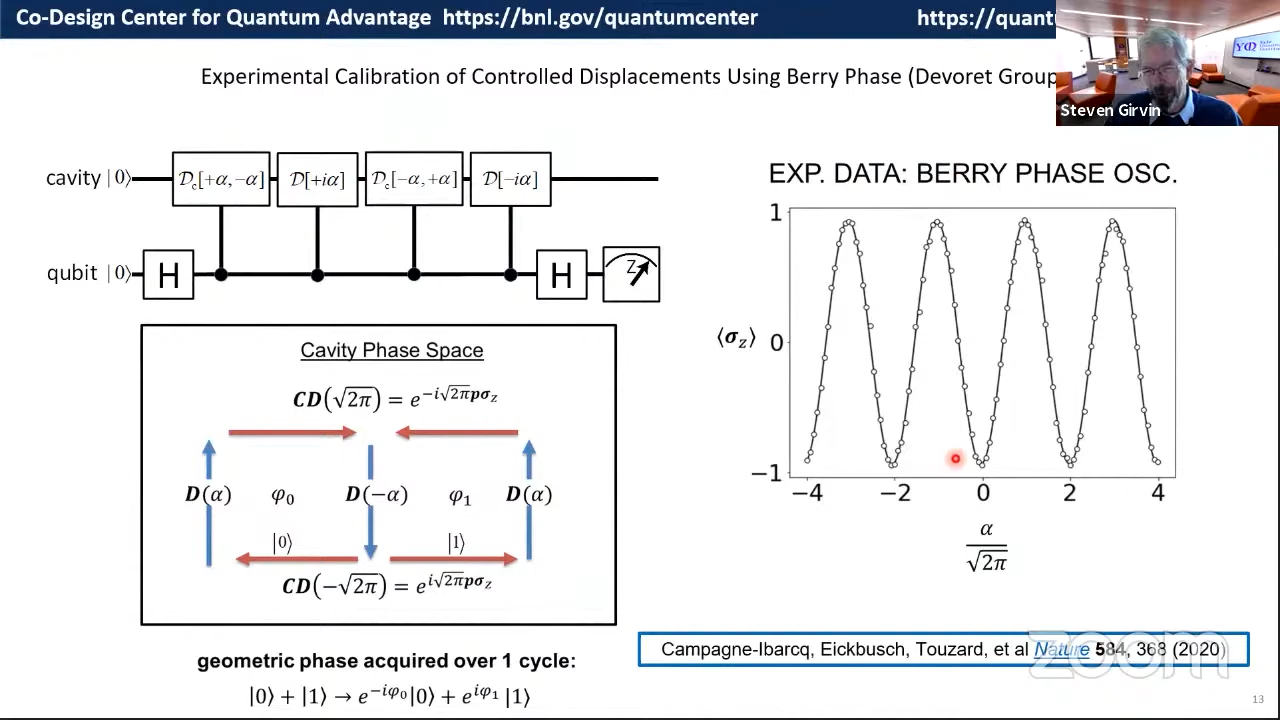 Co-Design Center for Quantum Advantage https://bnl.gov/quantumcenter https://quant
Experimental Calibration of Controlled Displacements Using Berry Phase (Devoret Group
Steven Girvin
cavity |0⟩ 𝒟c[+α,−α] 𝒟[+iα] 𝒟c[−α,+α] 𝒟[−iα]
qubit |0⟩ H H Z
Cavity Phase Space
CD(√2π) = e^{−i√2π pσ_Z}
D(α) φ₀ D(−α) φ₁ D(α)
|0⟩ |1⟩
CD(−√2π) = e^{i√2π pσ_Z}
geometric phase acquired over 1 cycle:
|0⟩ + |1⟩ → e^{−iφ₀}|0⟩ + e^{iφ₁}|1⟩
EXP. DATA: BERRY PHASE OSC.
1
⟨σ_z⟩ 0
−1
−4 −2 0 2 4
α
√2π
Campagne-Ibarcq, Eickbusch, Touzard, et al Nature 584, 368 (2020)
zoom
13